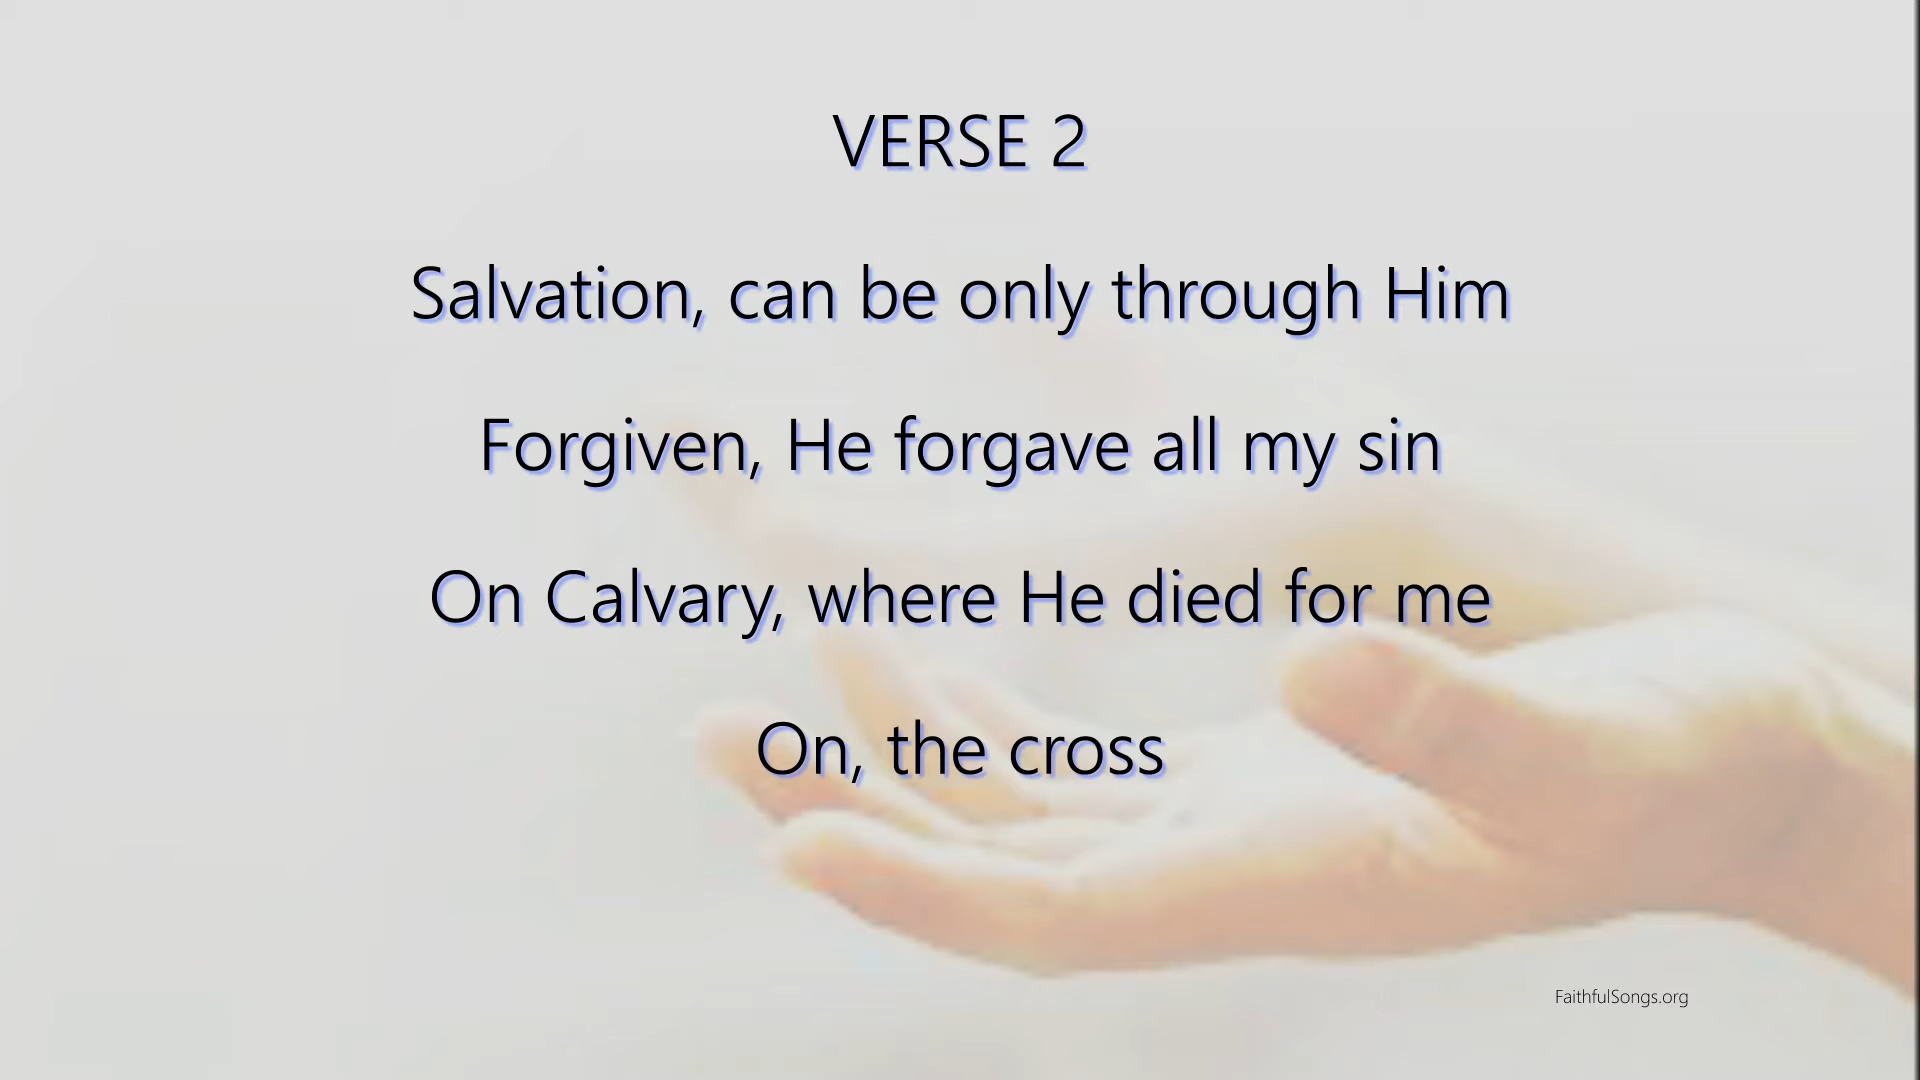 VERSE 2
Salvation, can be only through Him
Forgiven, He forgave all my sin
On Calvary, where He died for me
On, the cross
FaithfulSongs.org